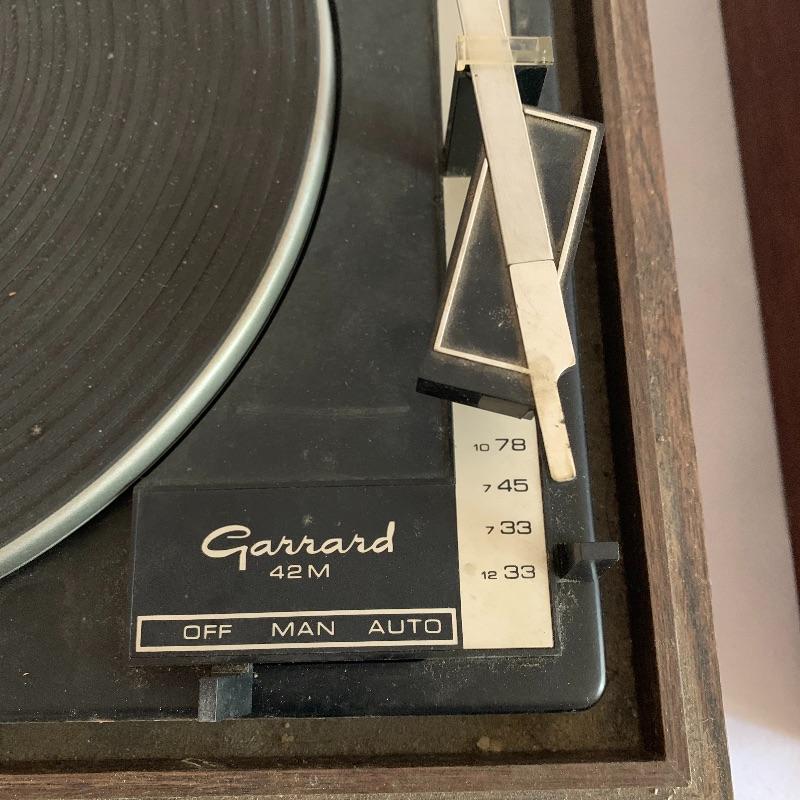 10 78
7 45
7 33
12 33
Garrard
42M
OFF MAN AUTO